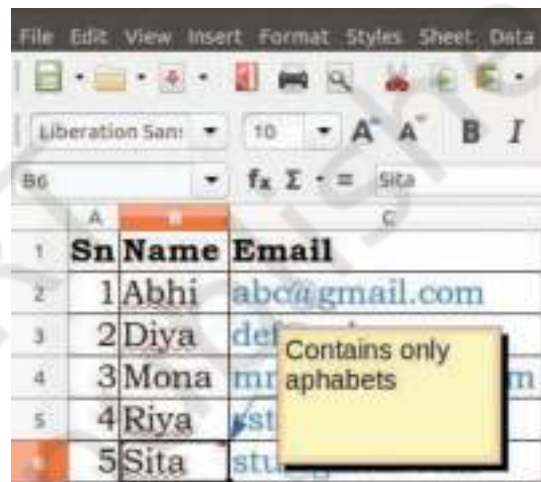 File Edit View Insert Format Styles Sheet Data
Liberation Sans 10 A A B I
B6 fx Σ = Sita
A B C
1 Sn Name Email
2 1 Abhi abc@gmail.com
3 2 Diya
4 3 Mona m
5 4 Riya
5 Sita
Contains only
aphabets